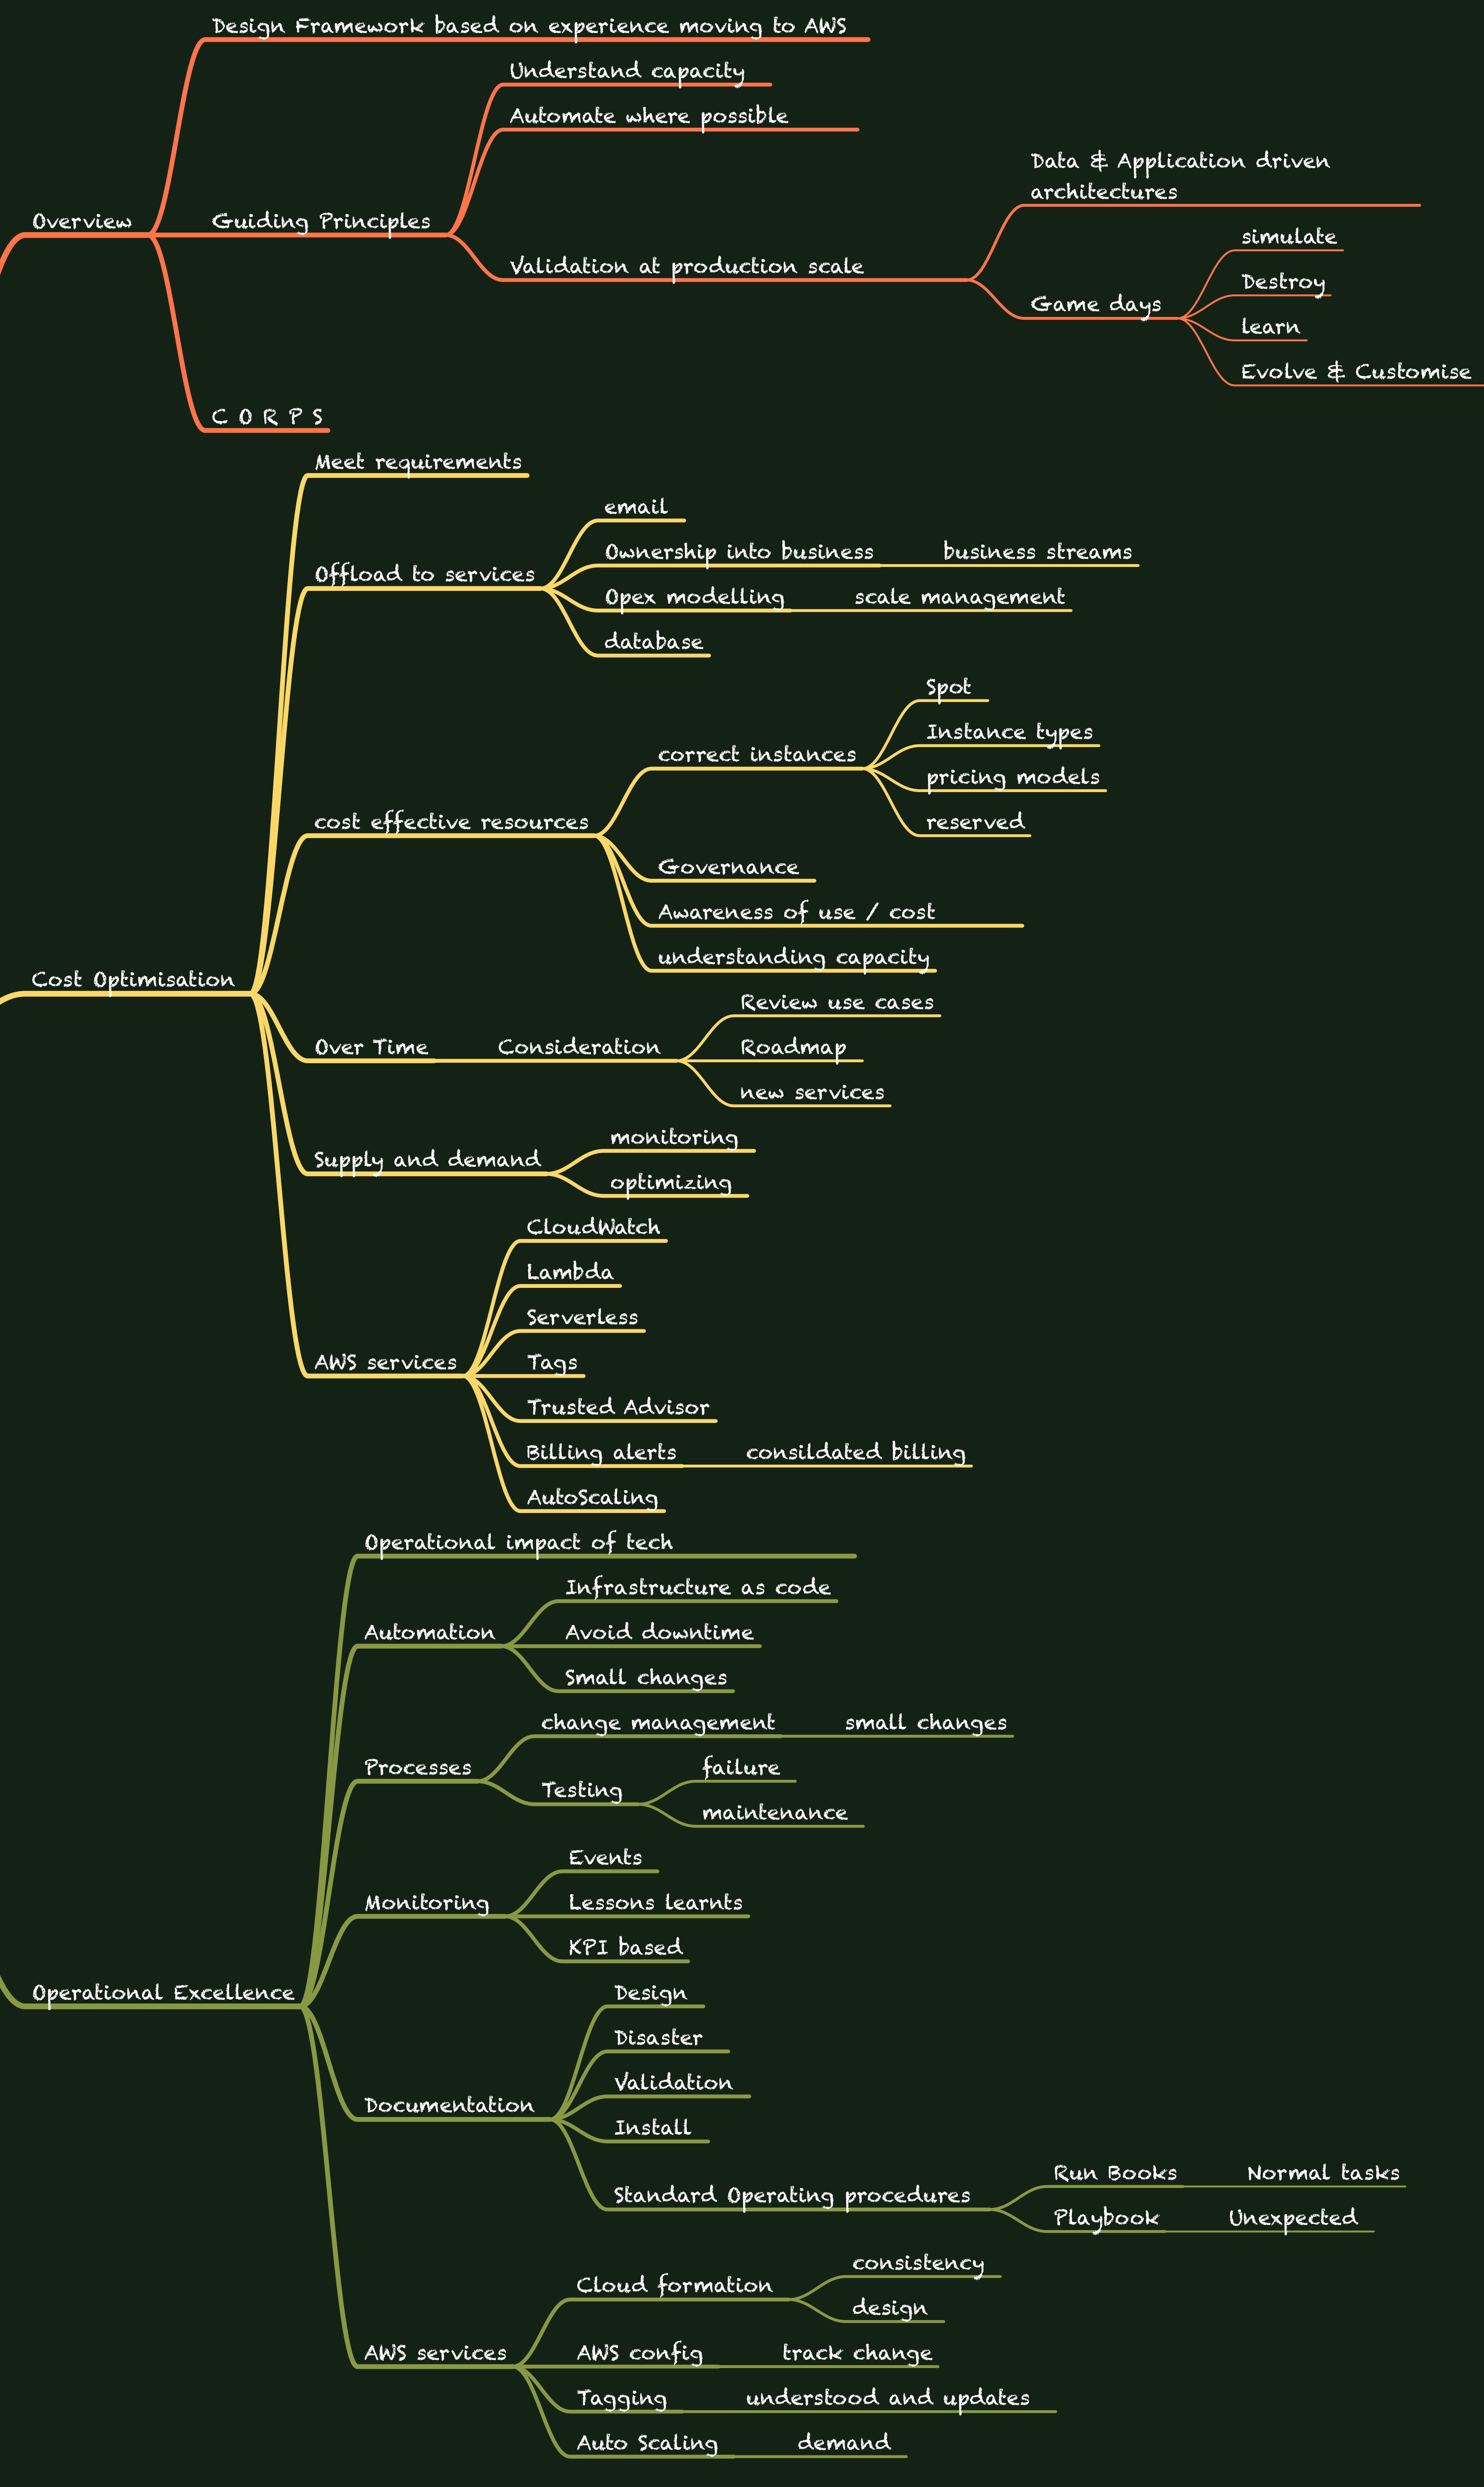 Design Framework based on experience moving to AWS
Understand capacity
Automate where possible
Data & Application driven
architectures
Overview
Guiding Principles
simulate
Validation at production scale
Destroy
Game days
learn
Evolve & Customise
C O R P S
Meet requirements
email
Ownership into business
business streams
Offload to services
Opex modelling
scale management
database
Spot
Instance types
correct instances
pricing models
cost effective resources
reserved
Governance
Awareness of use / cost
understanding capacity
Cost Optimisation
Review use cases
Over Time
Consideration
Roadmap
new services
monitoring
Supply and demand
optimizing
CloudWatch
Lambda
Serverless
AWS services
Tags
Trusted Advisor
Billing alerts
consildated billing
AutoScaling
Operational impact of tech
Infrastructure as code
Automation
Avoid downtime
Small changes
change management
small changes
Processes
failure
Testing
maintenance
Events
Monitoring
Lessons learnts
KPI based
Operational Excellence
Design
Disaster
Validation
Documentation
Install
Run Books
Normal tasks
Standard Operating procedures
Playbook
Unexpected
consistency
Cloud formation
design
AWS services
AWS config
track change
Tagging
understood and updates
Auto Scaling
demand